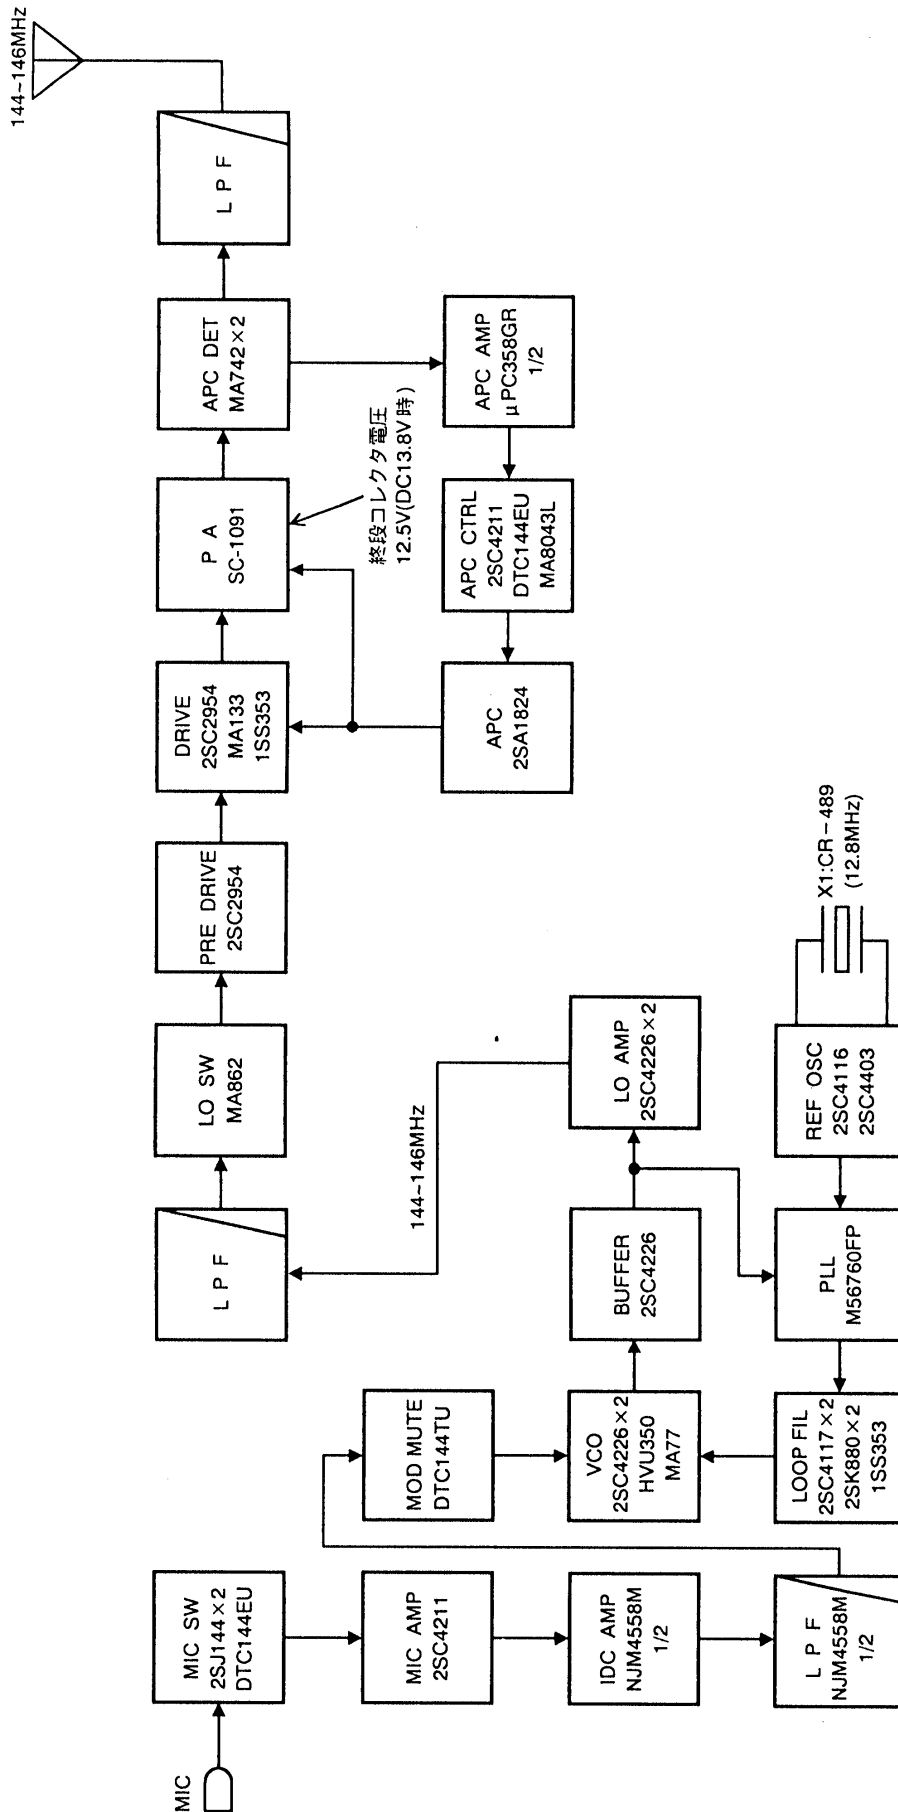 MIC
MIC SW
2SJ144×2
DTC144EU
MIC AMP
2SC4211
IDC AMP
NJM4558M
1/2
L P F
NJM4558M
1/2
MOD MUTE
DTC144TU
VCO
2SC4226×2
HVU350
MA77
LOOP FIL
2SC4117×2
2SK880×2
1SS353
BUFFER
2SC4226
PLL
M56760FP
REF OSC
2SC4116
2SC4403
X1:CR-489
(12.8MHz)
LO AMP
2SC4226×2
144~146MHz
L P F
LO SW
MA862
PRE DRIVE
2SC2954
DRIVE
2SC2954
MA133
1SS353
P A
SC-1091
終段コレクタ電圧
12.5V(DC13.8V時)
APC DET
MA742×2
APC AMP
μPC358GR
1/2
APC CTRL
2SC4211
DTC144EU
MA8043L
APC
2SA1824
L P F
144~146MHz